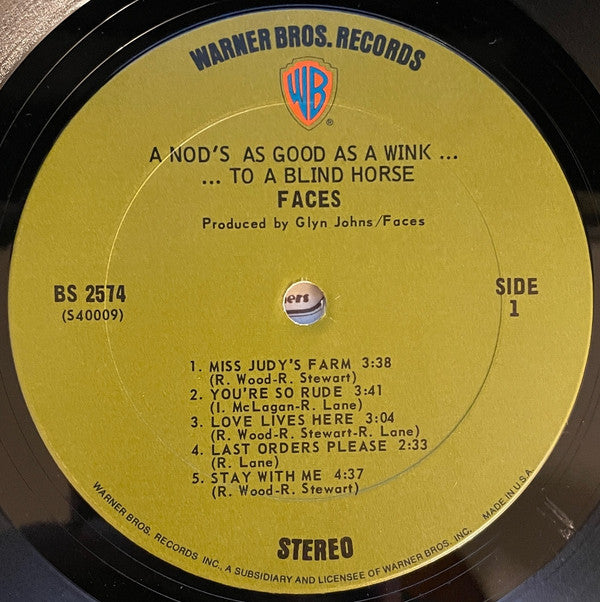 WARNER BROS. RECORDS
WB
®
A NOD'S AS GOOD AS A WINK ...
... TO A BLIND HORSE
FACES
Produced by Glyn Johns/Faces
BS 2574
(S40009)
SIDE
1
ers
1. MISS JUDY'S FARM 3:38
(R. Wood-R. Stewart)
2. YOU'RE SO RUDE 3:41
(I. McLagan-R. Lane)
3. LOVE LIVES HERE 3:04
(R. Wood-R. Stewart-R. Lane)
4. LAST ORDERS PLEASE 2:33
(R. Lane)
5. STAY WITH ME 4:37
(R. Wood-R. Stewart)
STEREO
WARNER BROS. RECORDS INC., A SUBSIDIARY AND LICENSEE OF WARNER BROS. INC. MADE IN U.S.A.